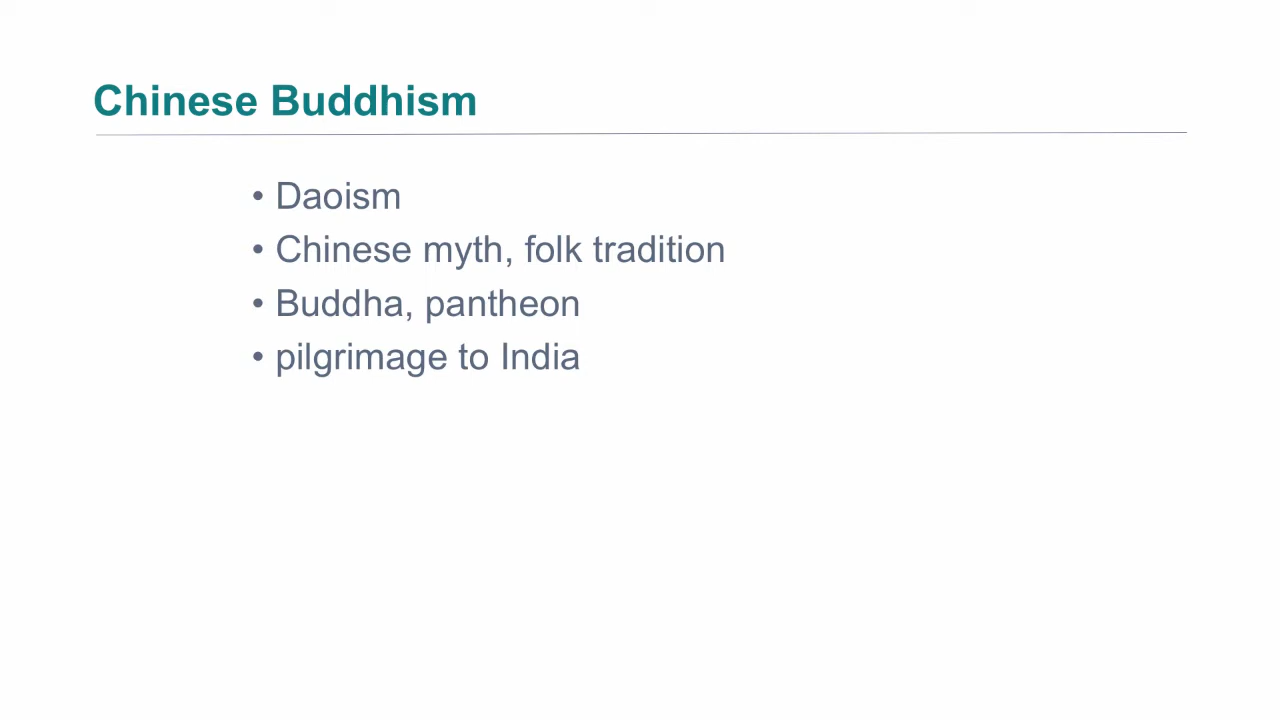 Chinese Buddhism
• Daoism
• Chinese myth, folk tradition
• Buddha, pantheon
• pilgrimage to India